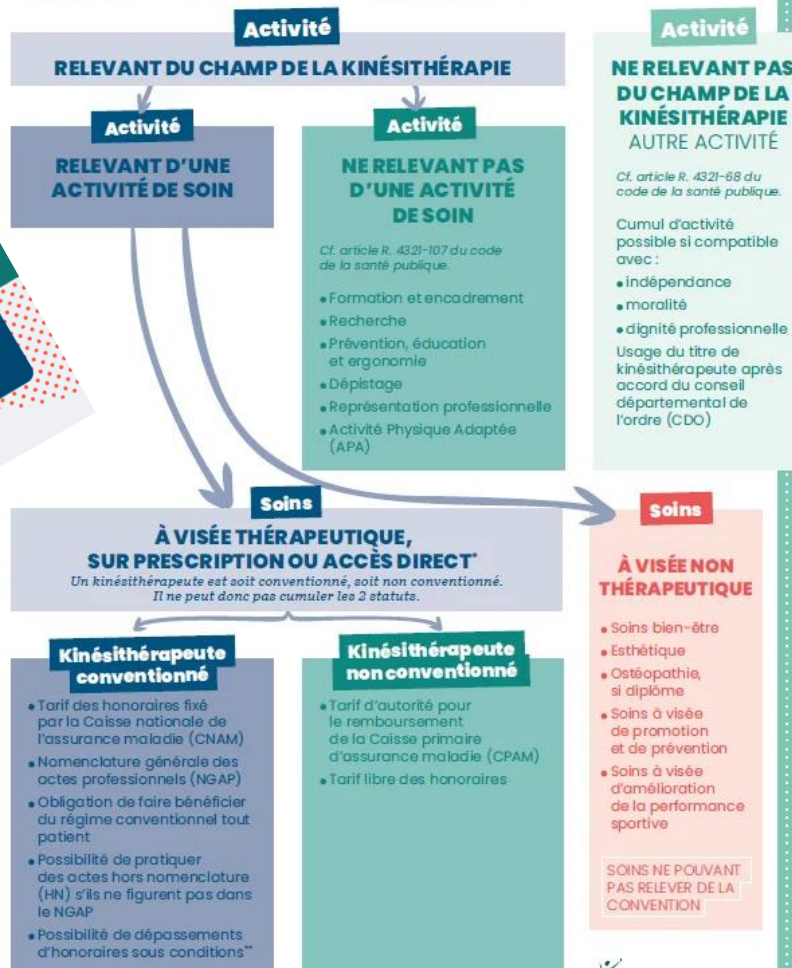 Activité
RELEVANT DU CHAMP DE LA KINÉSITHÉRAPIE
Activité
RELEVANT D'UNE
ACTIVITÉ DE SOIN
Activité
NE RELEVANT PAS
D'UNE ACTIVITÉ
DE SOIN
Cf. article R. 4321-107 du code
de la santé publique.
• Formation et encadrement
• Recherche
• Prévention, éducation
et ergonomie
• Dépistage
• Représentation professionnelle
• Activité Physique Adaptée
(APA)
Activité
NE RELEVANT PAS
DU CHAMP DE LA
KINÉSITHÉRAPIE
AUTRE ACTIVITÉ
Cf. article R. 4321-68 du
code de la santé publique.
Cumul d'activité
possible si compatible
avec :
• indépendance
• moralité
• dignité professionnelle
Usage du titre de
kinésithérapeute après
accord du conseil
départemental de
l'ordre (CDO)
Soins
À VISÉE THÉRAPEUTIQUE,
SUR PRESCRIPTION OU ACCÈS DIRECT*
Un kinésithérapeute est soit conventionné, soit non conventionné.
Il ne peut donc pas cumuler les 2 statuts.
Kinésithérapeute
conventionné
• Tarif des honoraires fixé
par la Caisse nationale de
l'assurance maladie (CNAM)
• Nomenclature générale des
actes professionnels (NGAP)
• Obligation de faire bénéficier
du régime conventionnel tout
patient
• Possibilité de pratiquer
des actes hors nomenclature
(HN) s'ils ne figurent pas dans
le NGAP
• Possibilité de dépassements
d'honoraires sous conditions**
Kinésithérapeute
non conventionné
• Tarif d'autorité pour
le remboursement
de la Caisse primaire
d'assurance maladie (CPAM)
• Tarif libre des honoraires
Soins
À VISÉE NON
THÉRAPEUTIQUE
• Soins bien-être
• Esthétique
• Ostéopathie,
si diplôme
• Soins à visée
de promotion
et de prévention
• Soins à visée
d'amélioration
de la performance
sportive
SOINS NE POUVANT
PAS RELEVER DE LA
CONVENTION